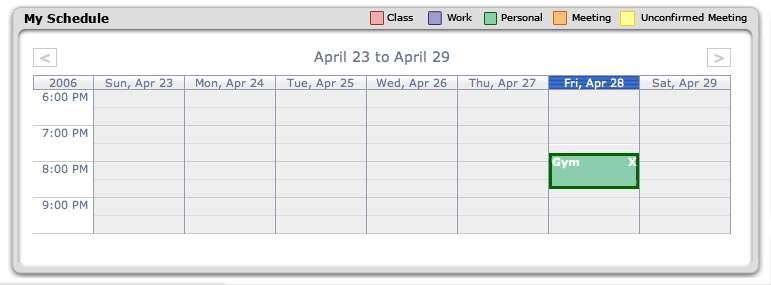 My Schedule Class Work Personal Meeting Unconfirmed Meeting
< April 23 to April 29 >
2006 Sun, Apr 23 Mon, Apr 24 Tue, Apr 25 Wed, Apr 26 Thu, Apr 27 Fri, Apr 28 Sat, Apr 29
6:00 PM
7:00 PM
8:00 PM Gym X
9:00 PM